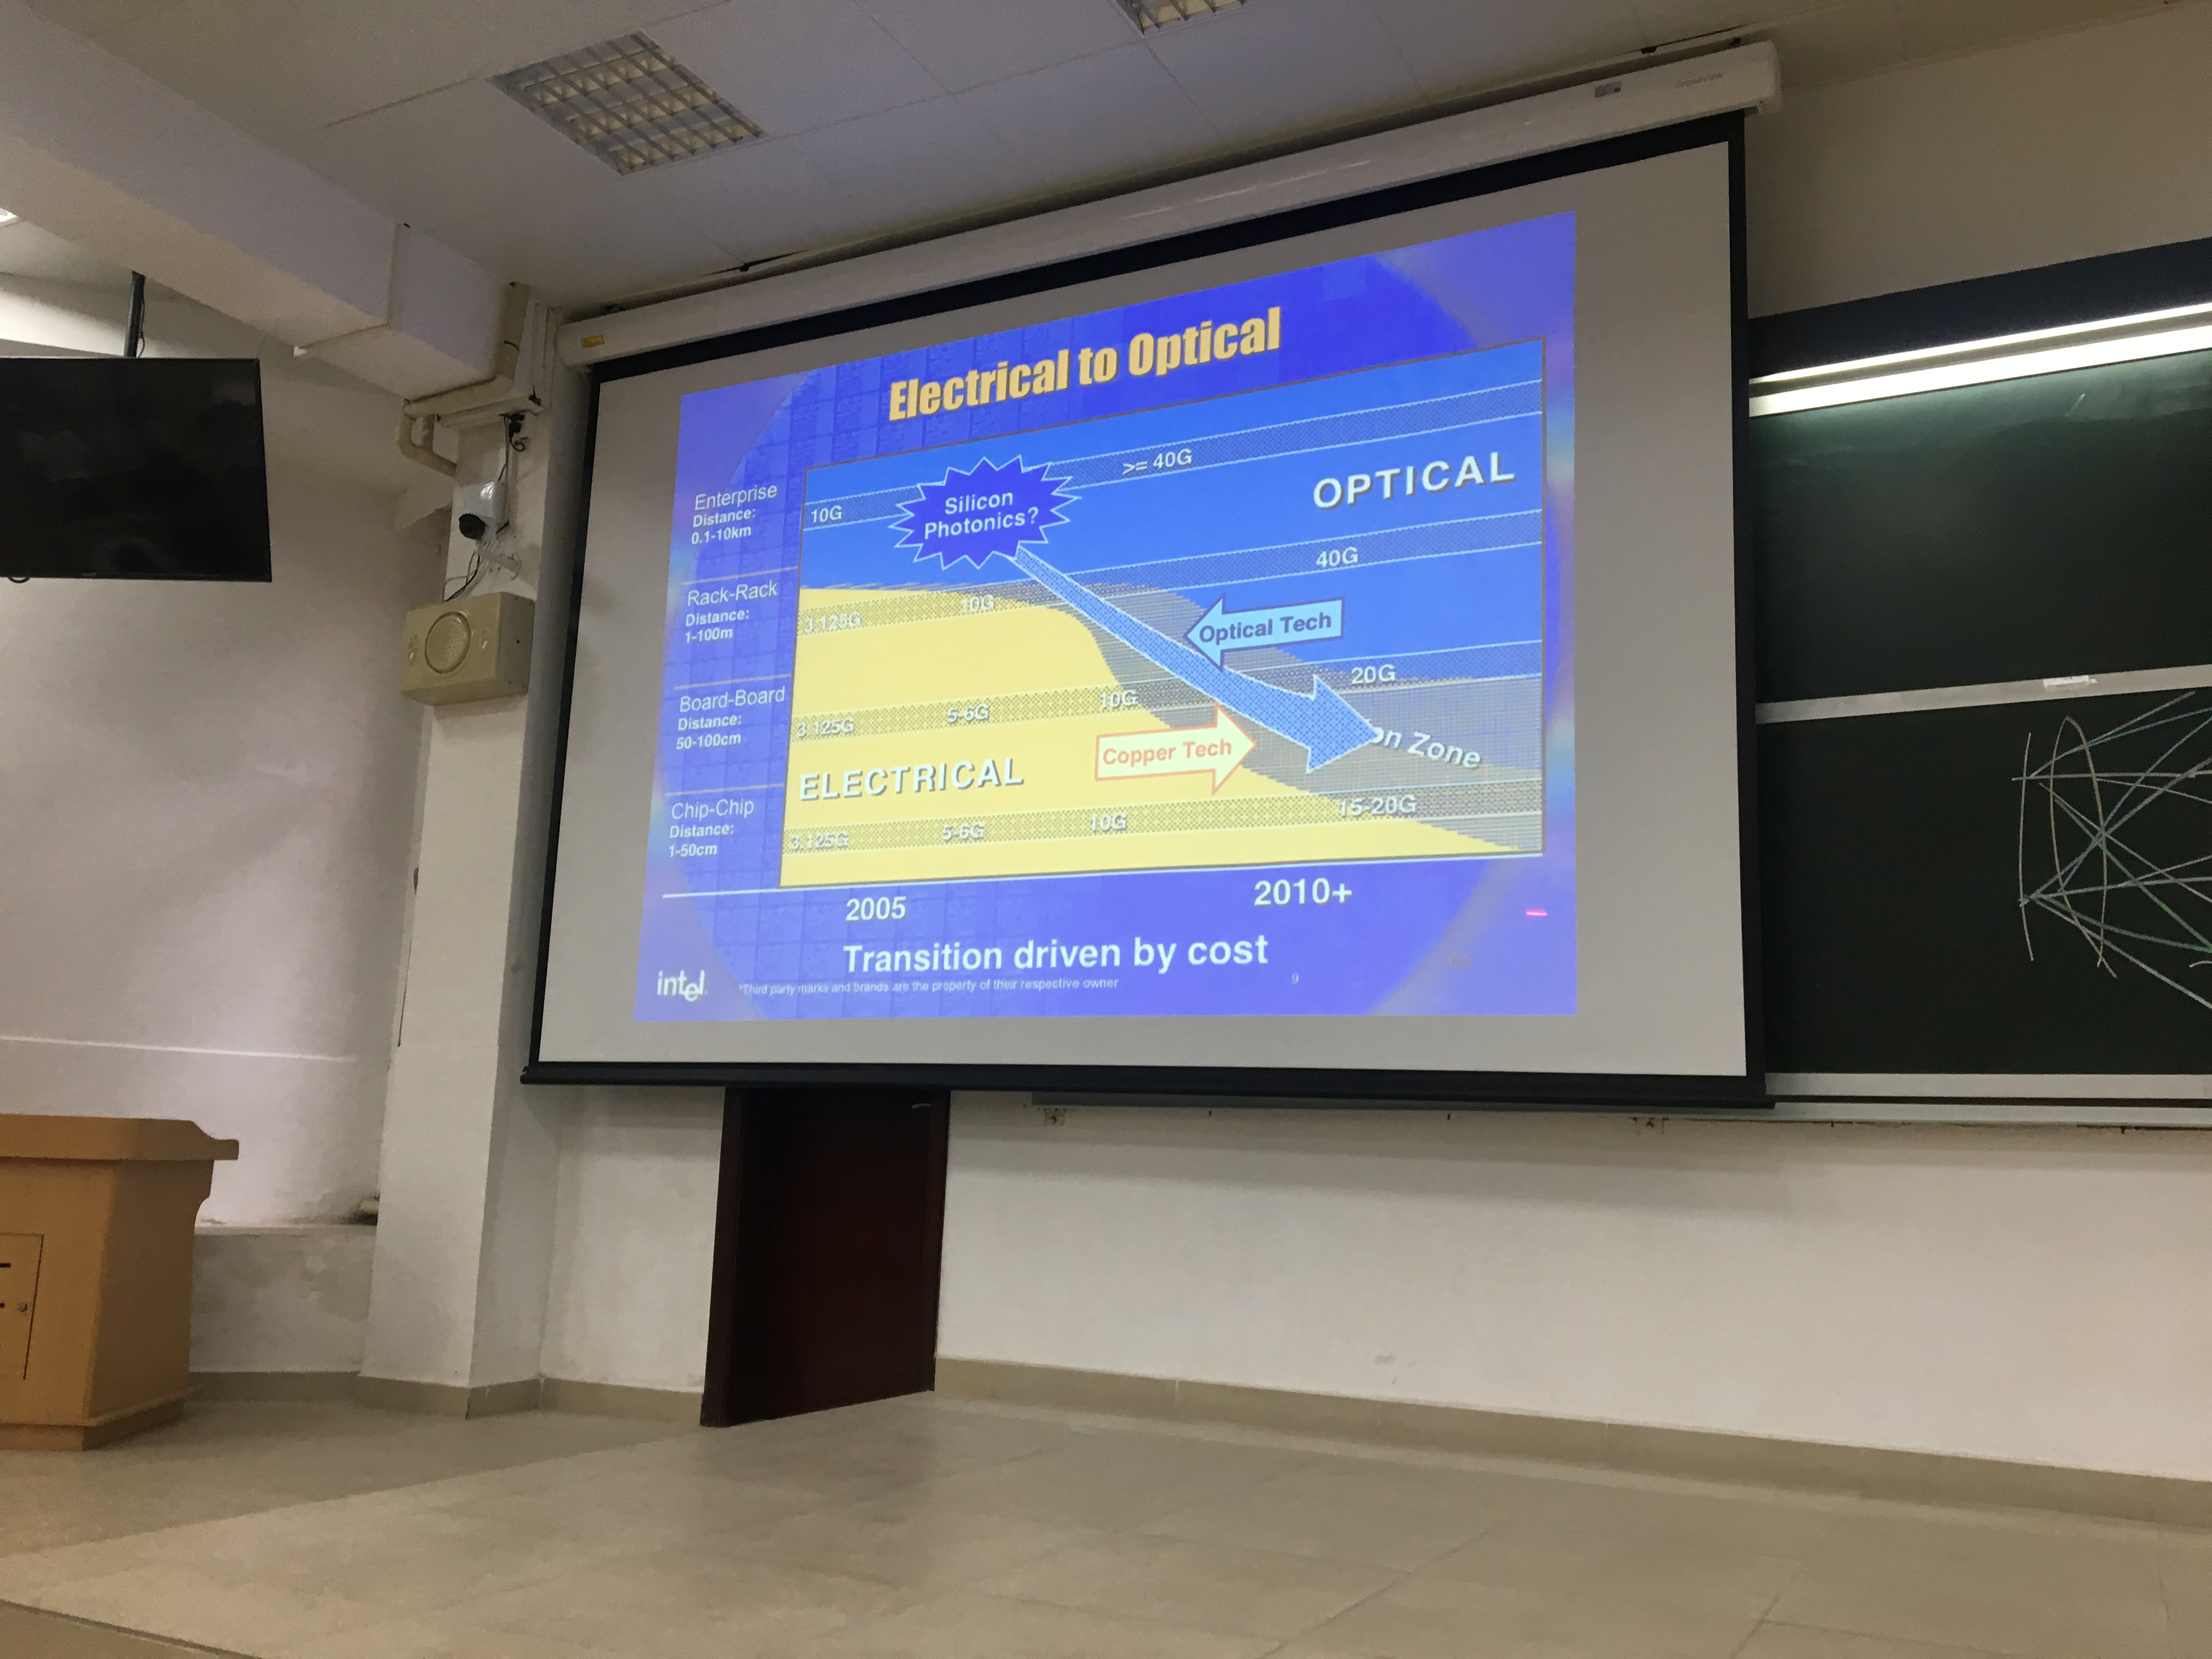 Electrical to Optical
Enterprise
Distance:
0.1-10km
10G
Silicon
Photonics?
>= 40G
OPTICAL
Rack-Rack
Distance:
1-100m
3.125G
10G
40G
Optical Tech
Board-Board
Distance:
50-100cm
3.125G
5-6G
10G
20G
Copper Tech
on Zone
ELECTRICAL
Chip-Chip
Distance:
1-50cm
3.125G
5-6G
10G
15-20G
2005
2010+
Transition driven by cost
intel.
*Third party marks and brands are the property of their respective owner
9